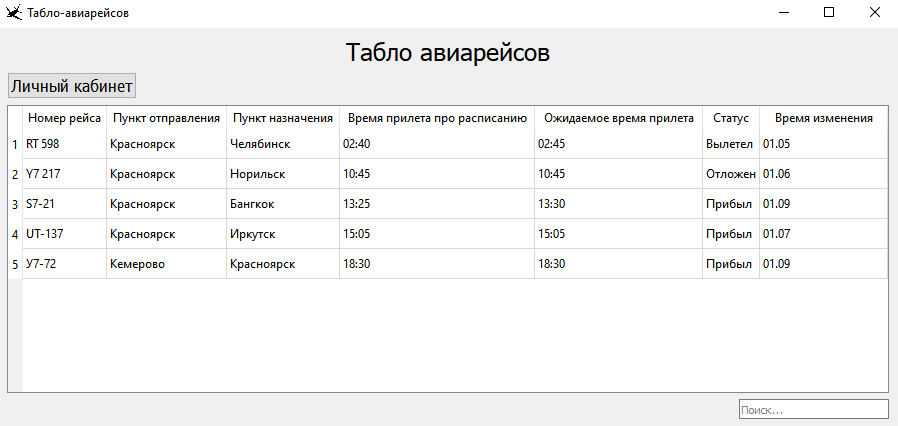 Табло-авиарейсов
Табло авиарейсов
Личный кабинет
Номер рейса Пункт отправления Пункт назначения Время прилета про расписанию Ожидаемое время прилета Статус Время изменения
1 RT 598 Красноярск Челябинск 02:40 02:45 Вылетел 01.05
2 Y7 217 Красноярск Норильск 10:45 10:45 Отложен 01.06
3 S7-21 Красноярск Бангкок 13:25 13:30 Прибыл 01.09
4 UT-137 Красноярск Иркутск 15:05 15:05 Прибыл 01.07
5 У7-72 Кемерово Красноярск 18:30 18:30 Прибыл 01.09
Поиск...